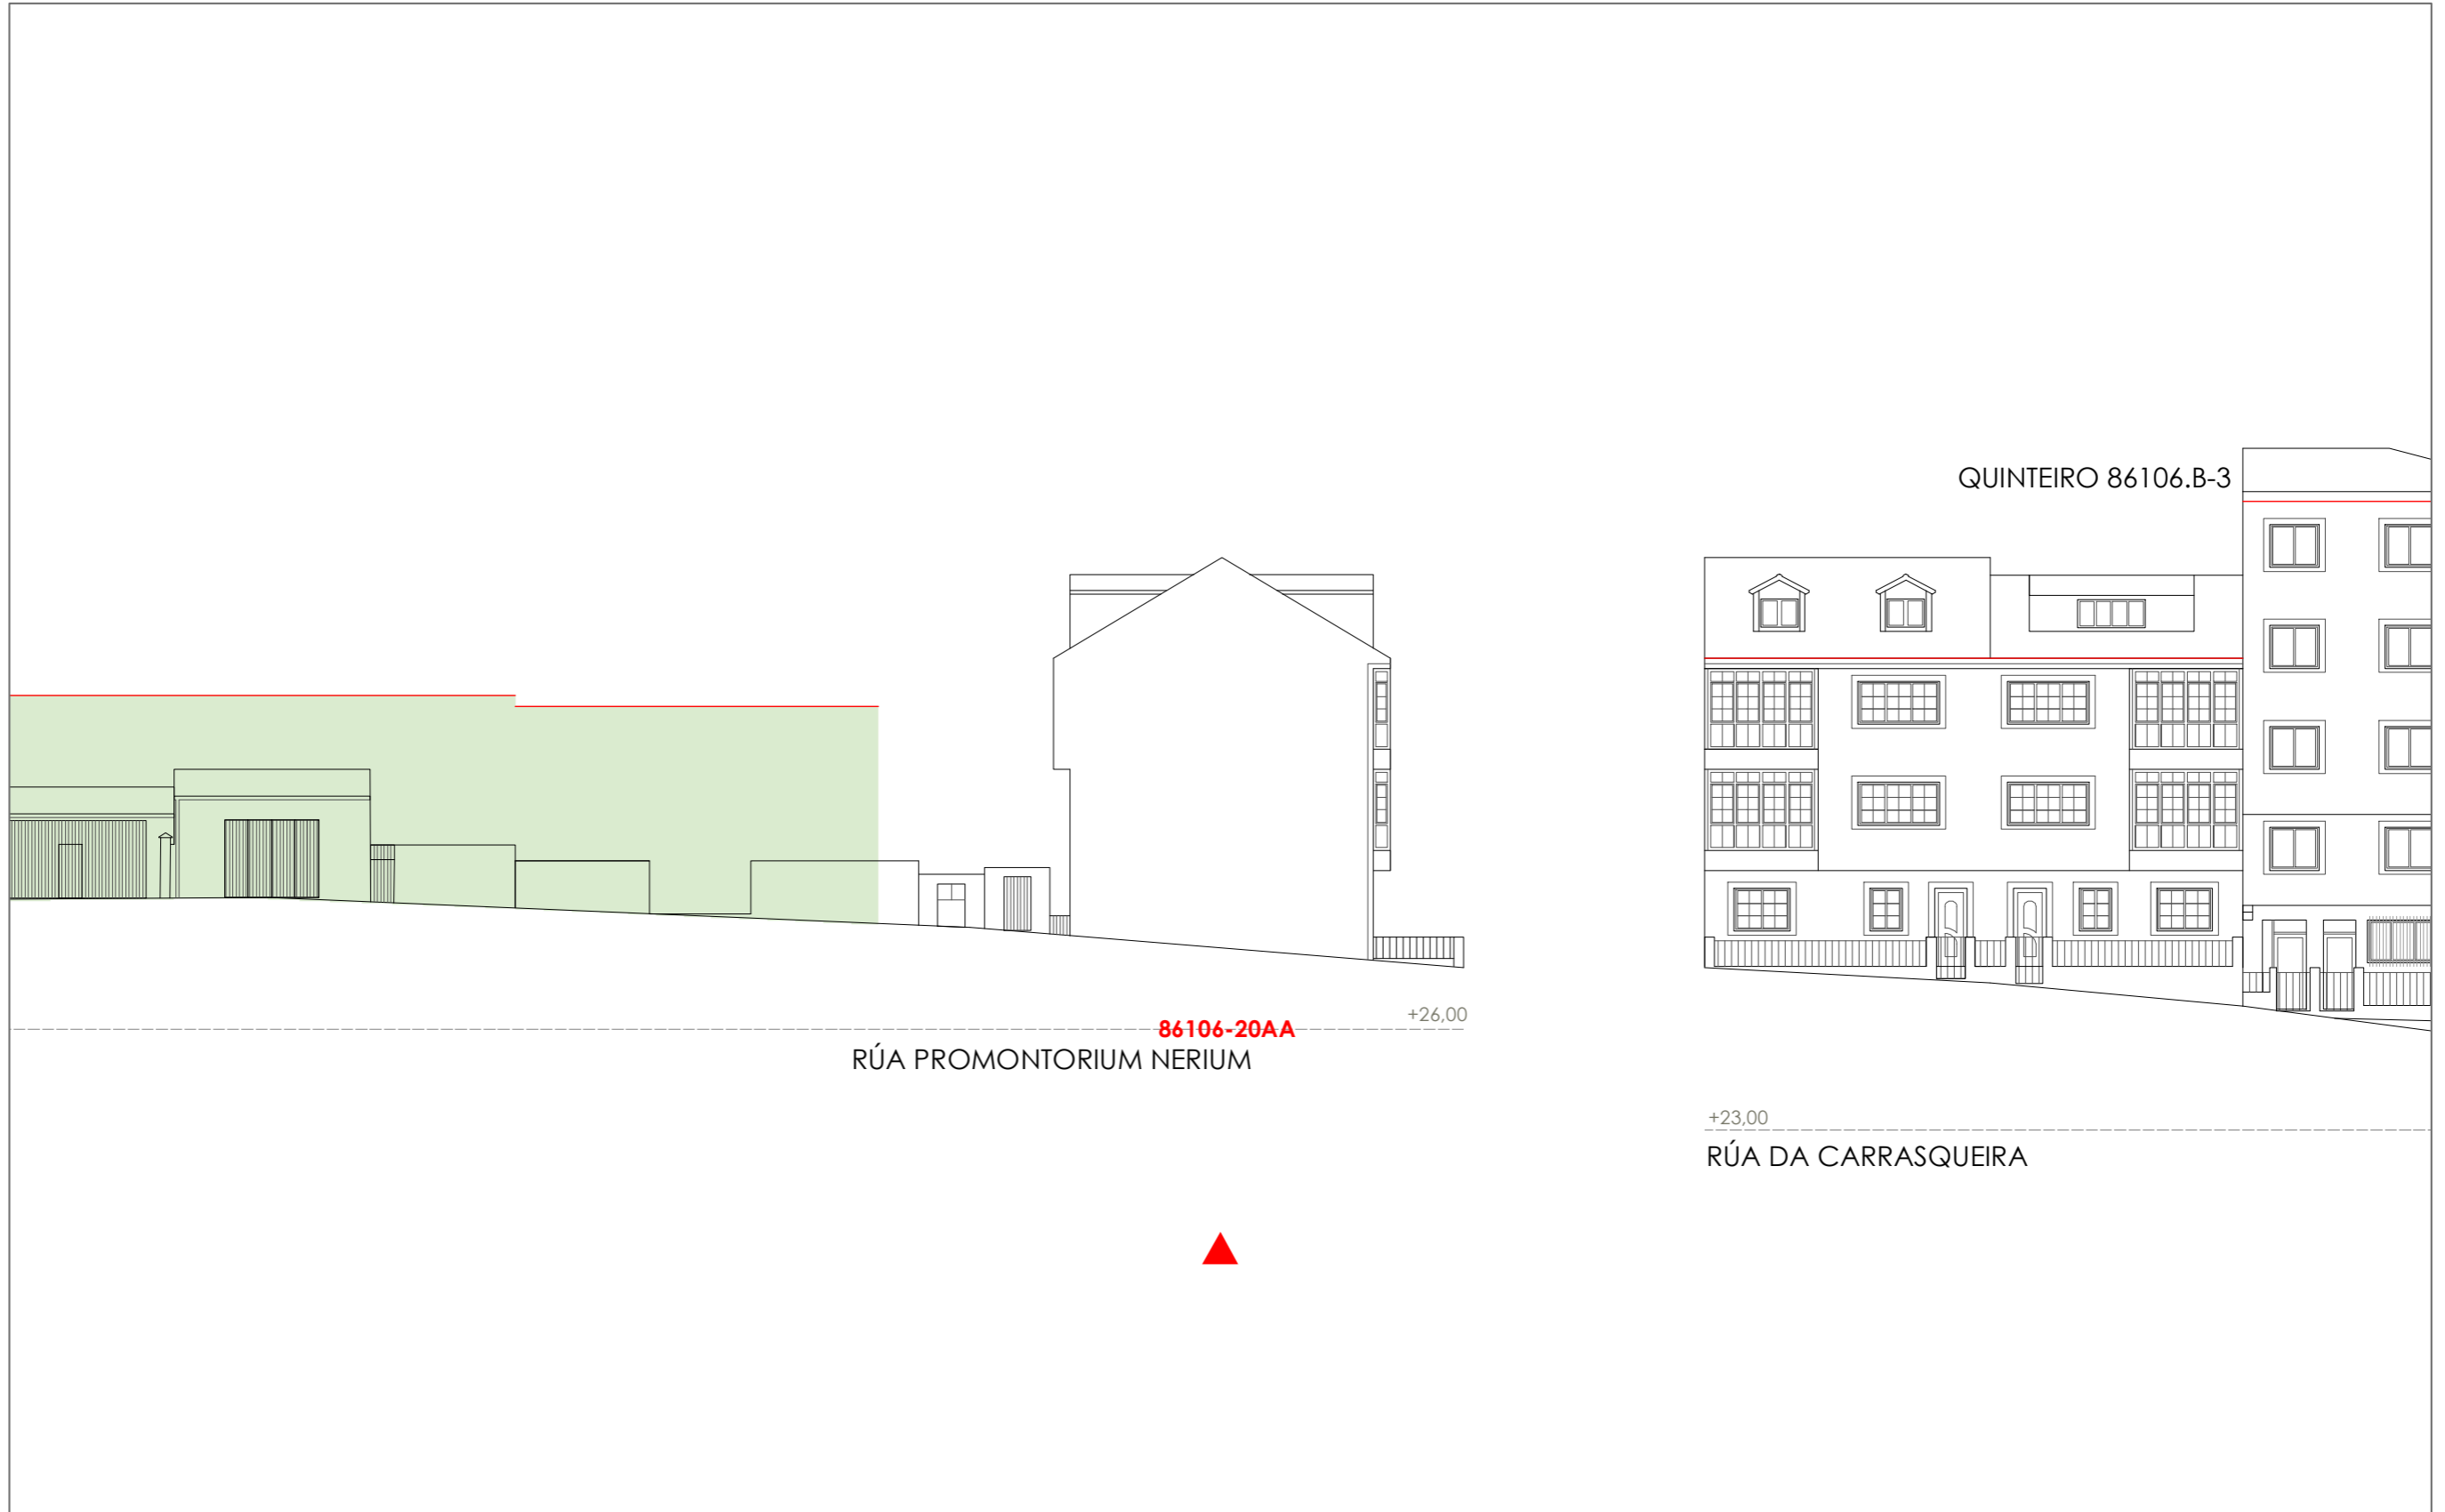 QUINTEIRO 86106.B-3
+26,00
86106-20AA
RÚA PROMONTORIUM NERIUM
+23,00
RÚA DA CARRASQUEIRA